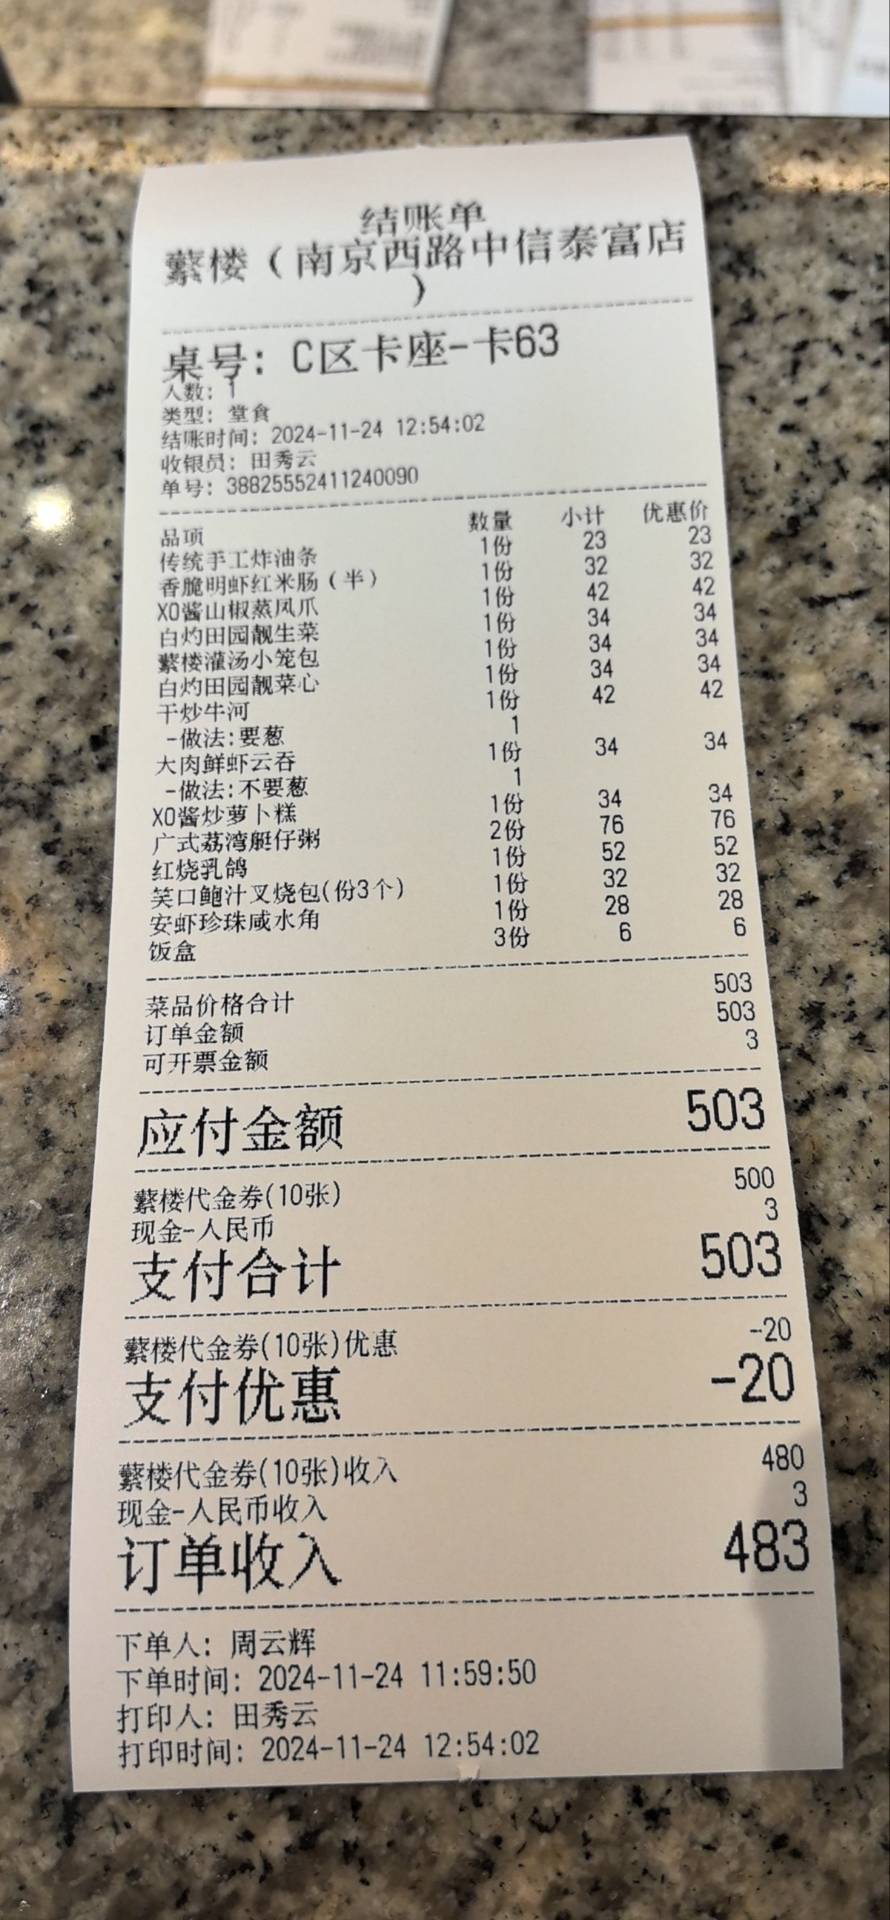 结账单
蘩楼（南京西路中信泰富店
）
桌号: C区卡座-卡63
人数: 1
类型: 堂食
结账时间: 2024-11-24 12:54:02
收银员: 田秀云
单号: 38825552411240090
品项 数量 小计 优惠价
传统手工炸油条 1份 23 23
香脆明虾红米肠（半） 1份 32 32
XO酱山椒蒸凤爪 1份 42 42
白灼田园靓生菜 1份 34 34
蘩楼灌汤小笼包 1份 34 34
白灼田园靓菜心 1份 34 34
干炒牛河 1份 42 42
-做法:要葱 1
大肉鲜虾云吞 1份 34 34
-做法:不要葱 1
XO酱炒萝卜糕 1份 34 34
广式荔湾艇仔粥 2份 76 76
红烧乳鸽 1份 52 52
笑口鲍汁叉烧包(份3个) 1份 32 32
安虾珍珠咸水角 1份 28 28
饭盒 3份 6 6
菜品价格合计 503
订单金额 503
可开票金额 3
应付金额 503
蘩楼代金券(10张) 500
现金-人民币 3
支付合计 503
蘩楼代金券(10张)优惠 -20
支付优惠 -20
蘩楼代金券(10张)收入 480
现金-人民币收入 3
订单收入 483
下单人: 周云辉
下单时间: 2024-11-24 11:59:50
打印人: 田秀云
打印时间: 2024-11-24 12:54:02